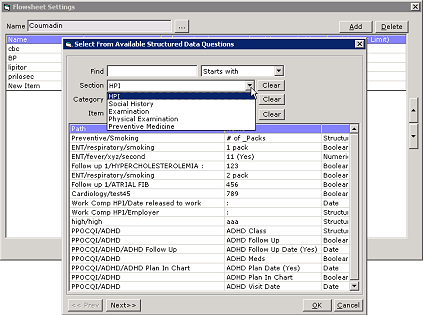 Flowsheet Settings
Name Coumadin ... Add Delete
Name Limit)
cbc
BP
lipitor
prilosec
New Item
Select From Available Structured Data Questions
Find Starts with
Section HPI Clear
HPI
Social History
Examination
Physical Examination
Preventive Medicine
Category Clear
Item Clear
Path
Preventive/Smoking # of _Packs Structur
ENT/respiratory/smoking 1 pack Boolear
ENT/fever/xyz/second 11 (Yes) Numeric
Follow up 1/HYPERCHOLESTEROLEMIA : 123 Boolear
ENT/respiratory/smoking 2 pack Boolear
Follow up 1/ATRIAL FIB 456 Boolear
Cardiology/test45 789 Boolear
Work Comp HPI/Date released to work : Date
Work Comp HPI/Employer : Structur
high/high aaa Structur
PPOCQI/ADHD ADHD Class Structur
PPOCQI/ADHD ADHD Follow Up Boolear
PPOCQI/ADHD/ADHD Follow Up ADHD Follow Up Date (Yes) Date
PPOCQI/ADHD ADHD Meds Boolear
PPOCQI/ADHD/ADHD Plan In Chart ADHD Plan Date (Yes) Date
PPOCQI/ADHD ADHD Plan In Chart Boolear
PPOCQI/ADHD ADHD Visit Date Date
<< Prev Next>> OK Cancel